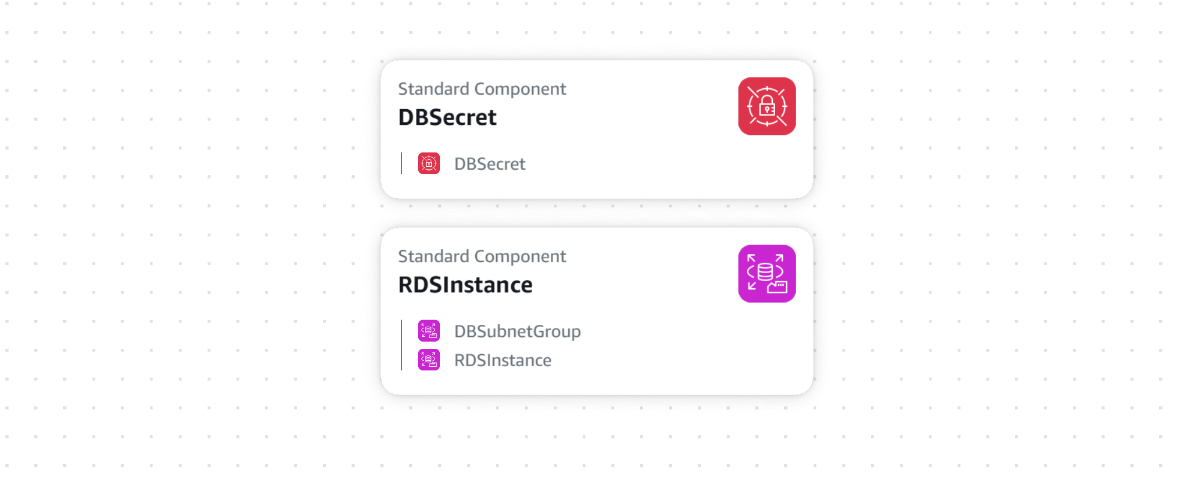 Standard Component
DBSecret
DBSecret
Standard Component
RDSInstance
DBSubnetGroup
RDSInstance